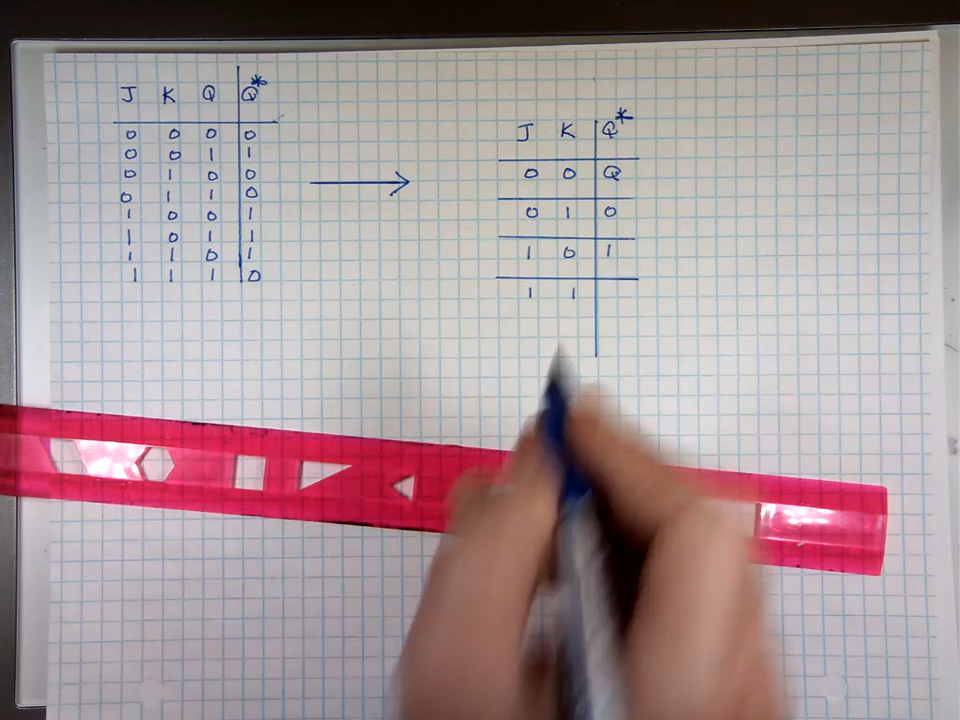 J K Q Q*
0 0 0 0
0 0 1 1
0 1 0 0
0 1 1 0
1 0 0 1
1 0 1 1
1 1 0 1
1 1 1 0
J K Q*
0 0 Q
0 1 0
1 0 1
1 1